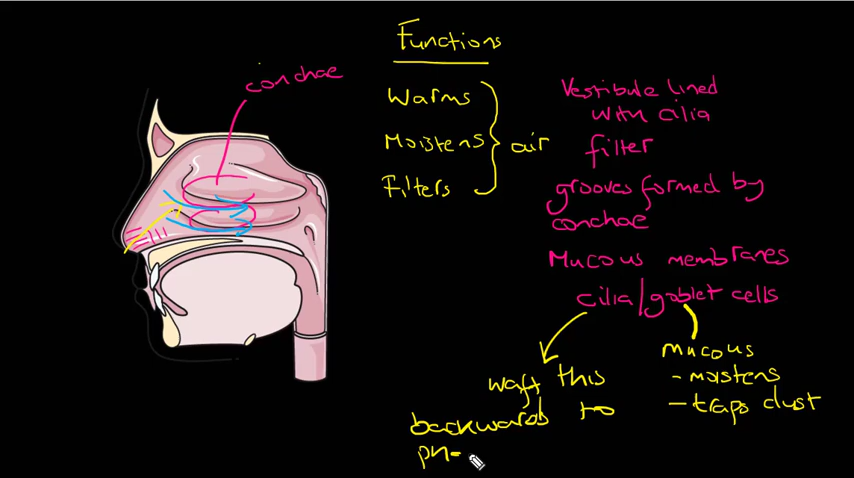 Functions
conchae
Warms
Moistens
Filters
air
Vestibule lined
with cilia
filter
grooves formed by
conchae
Mucous membranes
cilia/goblet cells
waft this
backwards to
ph-
mucous
- moistens
- traps dust